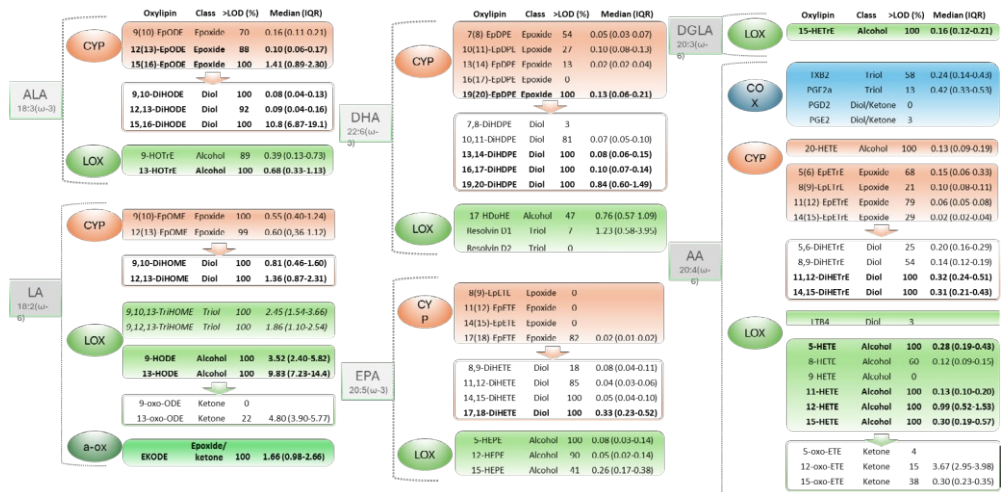 Oxylipin Class >LOD (%) Median (IQR)
CYP
9(10)-EpODE Epoxide 70 0.16 (0.11 0.21)
12(13)-EpODE Epoxide 88 0.10 (0.06-0.17)
15(16)-EpODE Epoxide 100 1.41 (0.89-2.30)
ALA
18:3(ω-3)
9,10-DiHODE Diol 100 0.08 (0.04-0.13)
12,13-DiHODE Diol 92 0.09 (0.04-0.16)
15,16-DiHODE Diol 100 10.8 (6.87-19.1)
LOX
9-HOTrE Alcohol 89 0.39 (0.13-0.73)
13-HOTrE Alcohol 100 0.68 (0.33-1.13)
CYP
9(10)-EpOME Epoxide 100 0.55 (0.40-1.24)
12(13) EpOME Epoxide 99 0.60 (0,36-1.12)
9,10-DiHOME Diol 100 0.81 (0.46-1.60)
12,13-DiHOME Diol 100 1.36 (0.87-2.31)
LA
18:2(ω-6)
LOX
9,10,13-TriHOME Triol 100 2.45 (1.54-3.66)
9,12,13-TriHOME Triol 100 1.86 (1.10-2.54)
9-HODE Alcohol 100 3.52 (2.40-5.82)
13-HODE Alcohol 100 9.83 (7.23-14.4)
9-oxo-ODE Ketone 0
13-oxo-ODE Ketone 22 4.80 (3.90-5.77)
a-ox
EKODE Epoxide/ketone 100 1.66 (0.98-2.66)
Oxylipin Class >LOD (%) Median (IQR)
CYP
7(8)-EpDPE Epoxide 54 0.05 (0.03-0.07)
10(11)-EpDPE Epoxide 27 0.10 (0.08-0.13)
13(14)-EpDPE Epoxide 13 0.02 (0.02-0.04)
16(17)-EpDPE Epoxide 0
19(20)-EpDPE Epoxide 100 0.13 (0.06-0.21)
DHA
22:6(ω-3)
7,8-DiHDPE Diol 3
10,11-DiHDPE Diol 81 0.07 (0.05-0.10)
13,14-DiHDPE Diol 100 0.08 (0.06-0.15)
16,17-DiHDPE Diol 100 0.10 (0.07-0.14)
19,20-DiHDPE Diol 100 0.84 (0.60-1.49)
LOX
17 HDoHE Alcohol 47 0.76 (0.57 1.09)
Resolvin D1 Triol 7 1.23 (0.58-3.95)
Resolvin D2 Triol 0
CYP
8(9)-EpETE Epoxide 0
11(12)-EpETE Epoxide 0
14(15)-EpETE Epoxide 0
17(18)-EpETE Epoxide 82 0.02 (0.01-0.02)
EPA
20:5(ω-3)
8,9-DiHETE Diol 18 0.08 (0.04-0.11)
11,12-DiHETE Diol 85 0.04 (0.03-0.06)
14,15-DiHETE Diol 100 0.05 (0.04-0.10)
17,18-DiHETE Diol 100 0.33 (0.23-0.52)
LOX
5-HEPE Alcohol 100 0.08 (0.03-0.14)
12-HEPE Alcohol 90 0.05 (0.02-0.14)
15-HEPE Alcohol 41 0.26 (0.17-0.38)
DGLA
20:3(ω-6)
Oxylipin Class >LOD (%) Median (IQR)
LOX
15-HETrE Alcohol 100 0.16 (0.12-0.21)
COX
TXB2 Triol 58 0.24 (0.14-0.43)
PGF2a Triol 13 0.42 (0.33-0.53)
PGD2 Diol/Ketone 0
PGE2 Diol/Ketone 3
CYP
20-HETE Alcohol 100 0.13 (0.09-0.19)
5(6) EpETrE Epoxide 68 0.15 (0.06 0.33)
8(9)-EpETrE Epoxide 21 0.10 (0.08-0.11)
11(12) EpETrE Epoxide 79 0.06 (0.05 0.08)
14(15)-EpETrE Epoxide 29 0.02 (0.02-0.04)
AA
20:4(ω-6)
5,6-DiHETrE Diol 25 0.20 (0.16-0.29)
8,9-DiHETrE Diol 54 0.14 (0.12-0.19)
11,12-DiHETrE Diol 100 0.32 (0.24-0.51)
14,15-DiHETrE Diol 100 0.31 (0.21-0.43)
LOX
LTB4 Diol 3
5-HETE Alcohol 100 0.28 (0.19-0.43)
8-HETE Alcohol 60 0.12 (0.09-0.15)
9 HETE Alcohol 0
11-HETE Alcohol 100 0.13 (0.10-0.20)
12-HETE Alcohol 100 0.99 (0.52-1.53)
15-HETE Alcohol 100 0.30 (0.19-0.57)
5-oxo-ETE Ketone 4
12-oxo-ETE Ketone 15 3.67 (2.95-3.98)
15-oxo-ETE Ketone 38 0.30 (0.23-0.35)